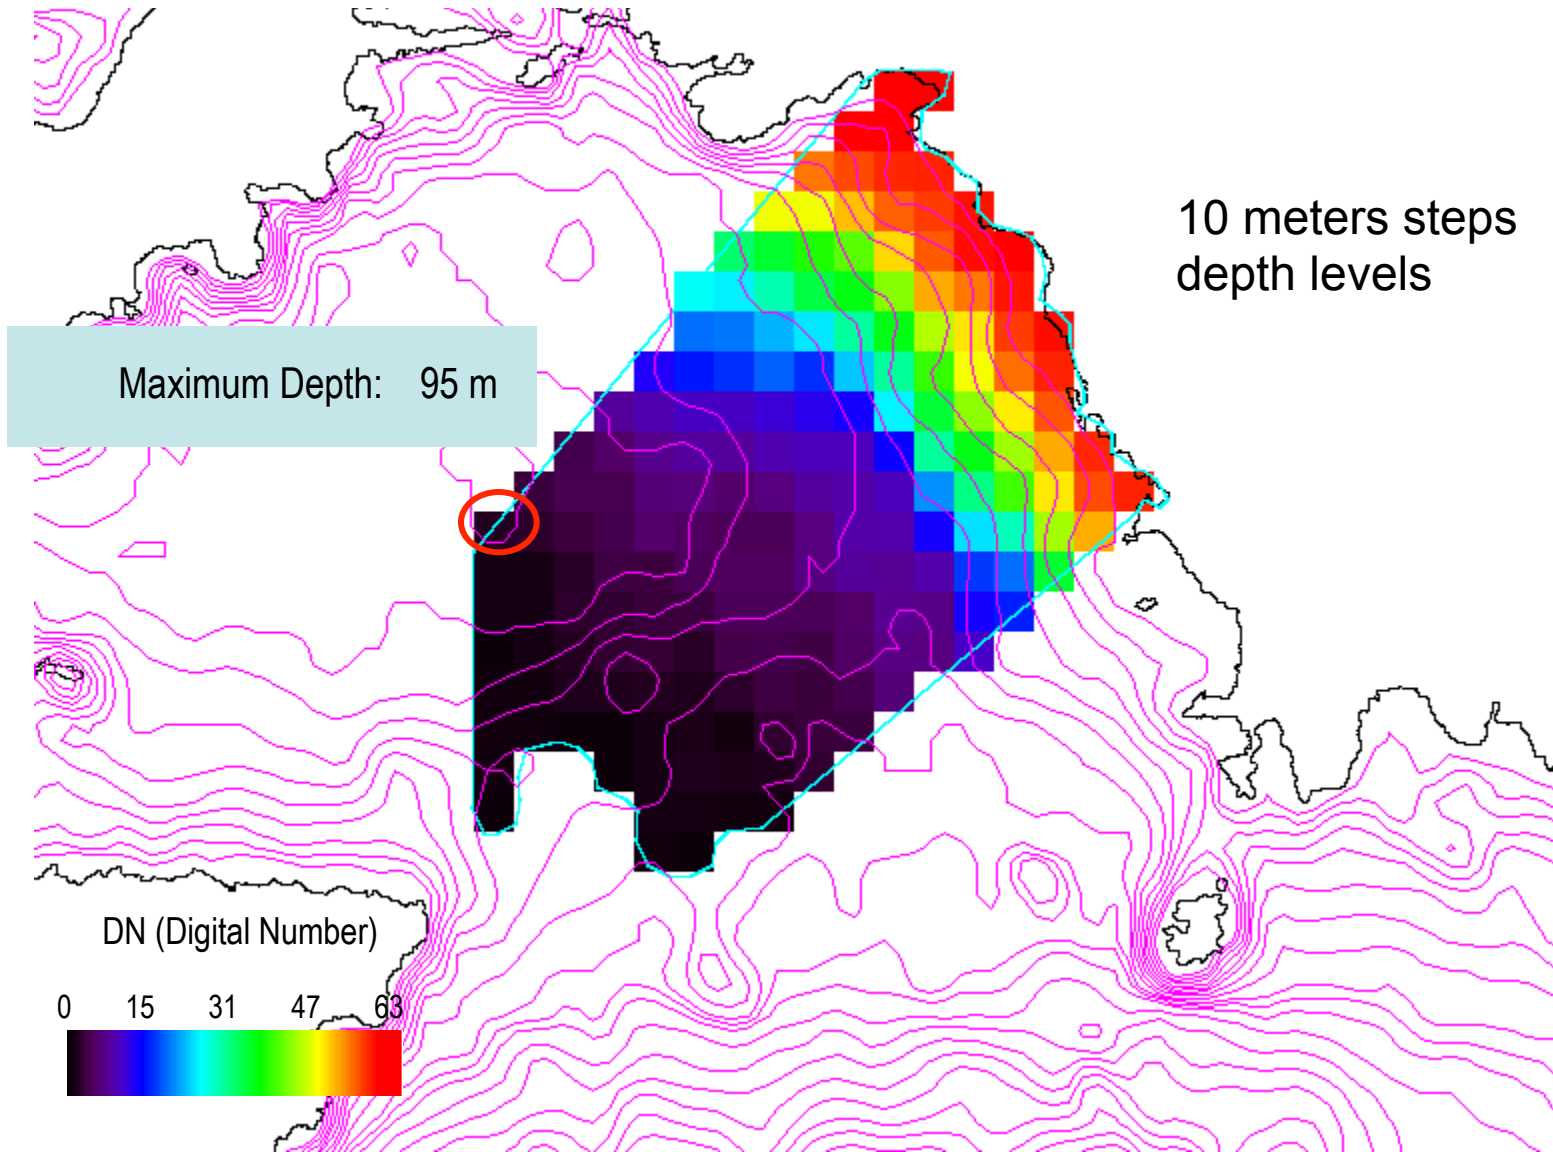 10 meters steps
depth levels
Maximum Depth: 95 m
DN (Digital Number)
0 15 31 47 63